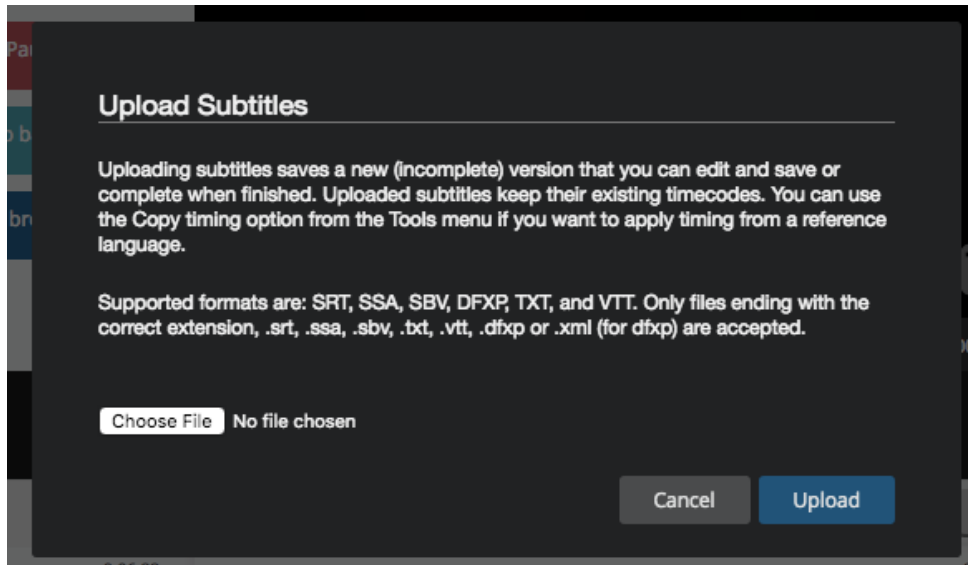 Upload Subtitles
Uploading subtitles saves a new (incomplete) version that you can edit and save or
complete when finished. Uploaded subtitles keep their existing timecodes. You can use
the Copy timing option from the Tools menu if you want to apply timing from a reference
language.
Supported formats are: SRT, SSA, SBV, DFXP, TXT, and VTT. Only files ending with the
correct extension, .srt, .ssa, .sbv, .txt, .vtt, .dfxp or .xml (for dfxp) are accepted.
Choose File No file chosen
Cancel Upload